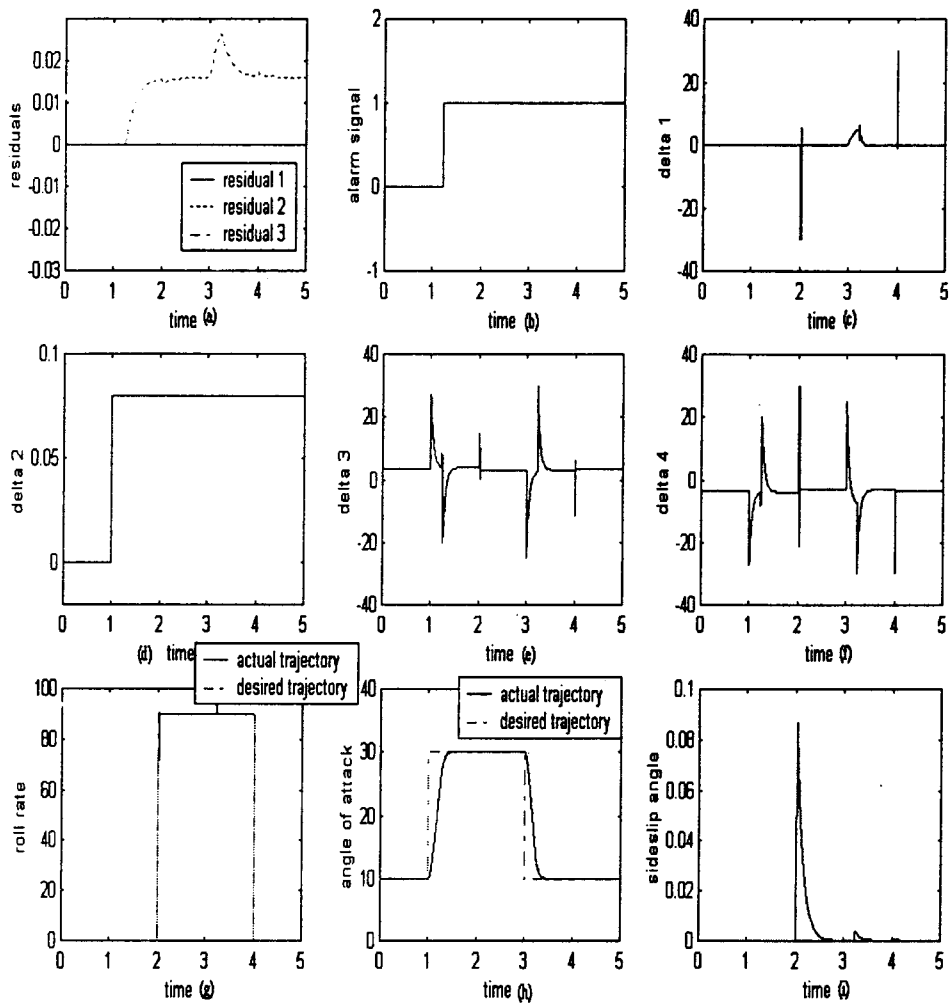 residuals
0.02
0.01
0
-0.01
-0.02
-0.03
residual 1
residual 2
residual 3
0 1 2 3 4 5
time (a)
alarm signal
2
1
0
-1
0 1 2 3 4 5
time (b)
delta 1
40
20
0
-20
-40
0 1 2 3 4 5
time (c)
delta 2
0.1
0.05
0
0 1 2 3 4 5
(d) time
delta 3
40
20
0
-20
-40
0 1 2 3 4 5
time (e)
delta 4
40
20
0
-20
-40
0 1 2 3 4 5
time (f)
actual trajectory
desired trajectory
roll rate
100
80
60
40
20
0
0 1 2 3 4 5
time (g)
actual trajectory
desired trajectory
angle of attack
40
30
20
10
0
0 1 2 3 4 5
time (h)
sideslip angle
0.1
0.08
0.06
0.04
0.02
0
0 1 2 3 4 5
time (i)